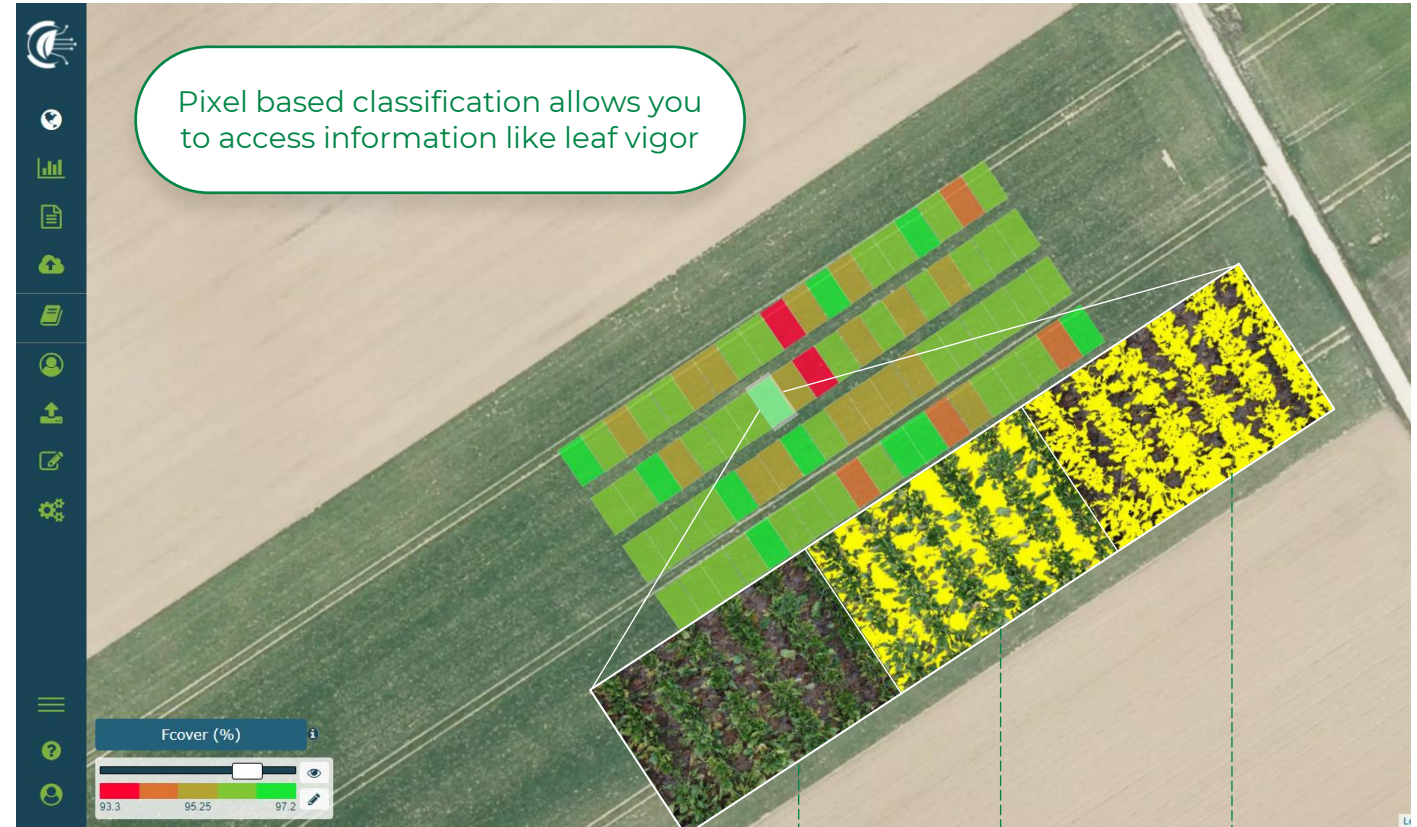 Pixel based classification allows you
to access information like leaf vigor
Fcover (%)
93.3 95.25 97.2